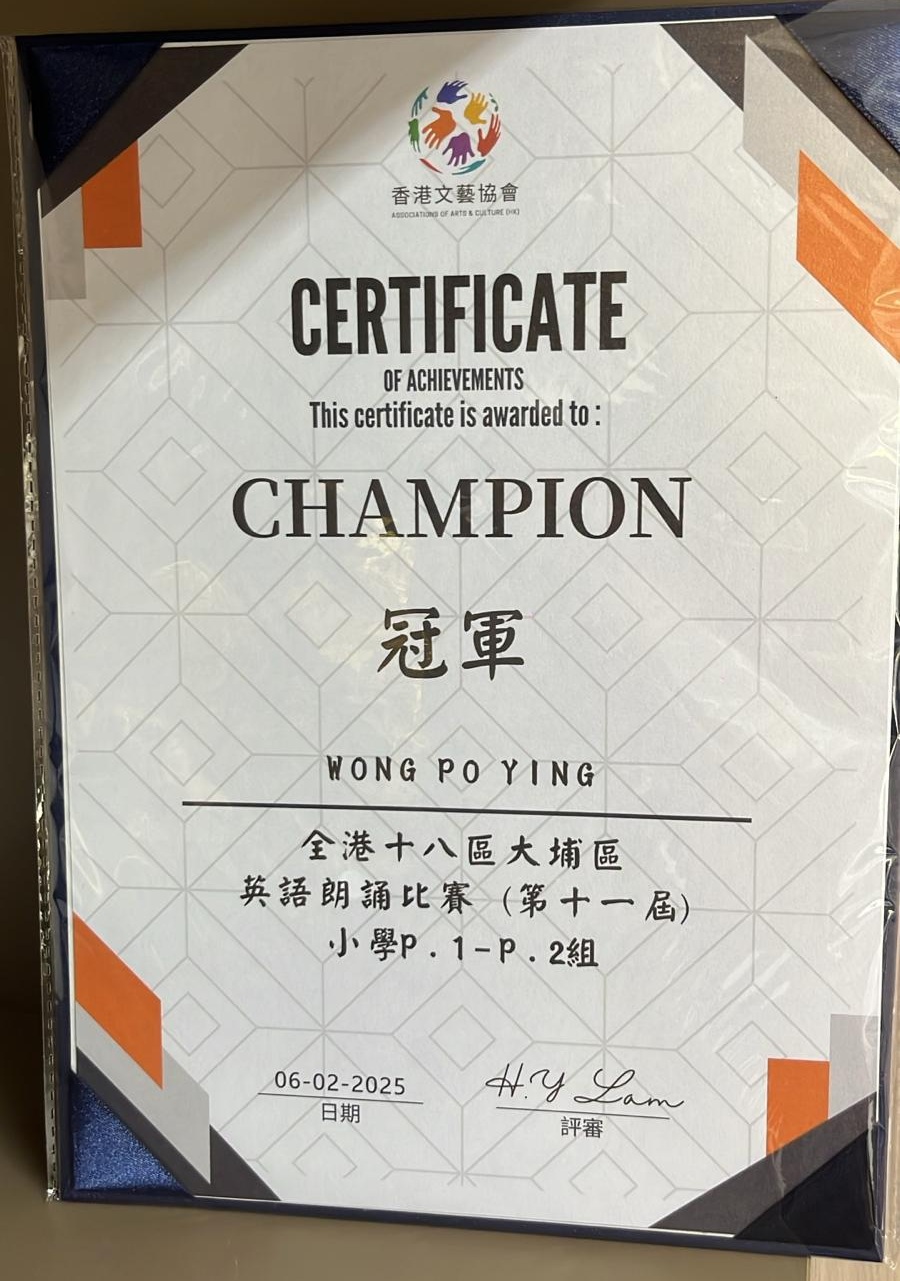 香港文藝協會
ASSOCIATIONS OF ARTS & CULTURE (HK)
CERTIFICATE
OF ACHIEVEMENTS
This certificate is awarded to :
CHAMPION
冠軍
WONG PO YING
全港十八區大埔區
英語朗誦比賽 (第十一屆)
小學P.1-P.2組
06-02-2025
日期
H.Y Lam
評審